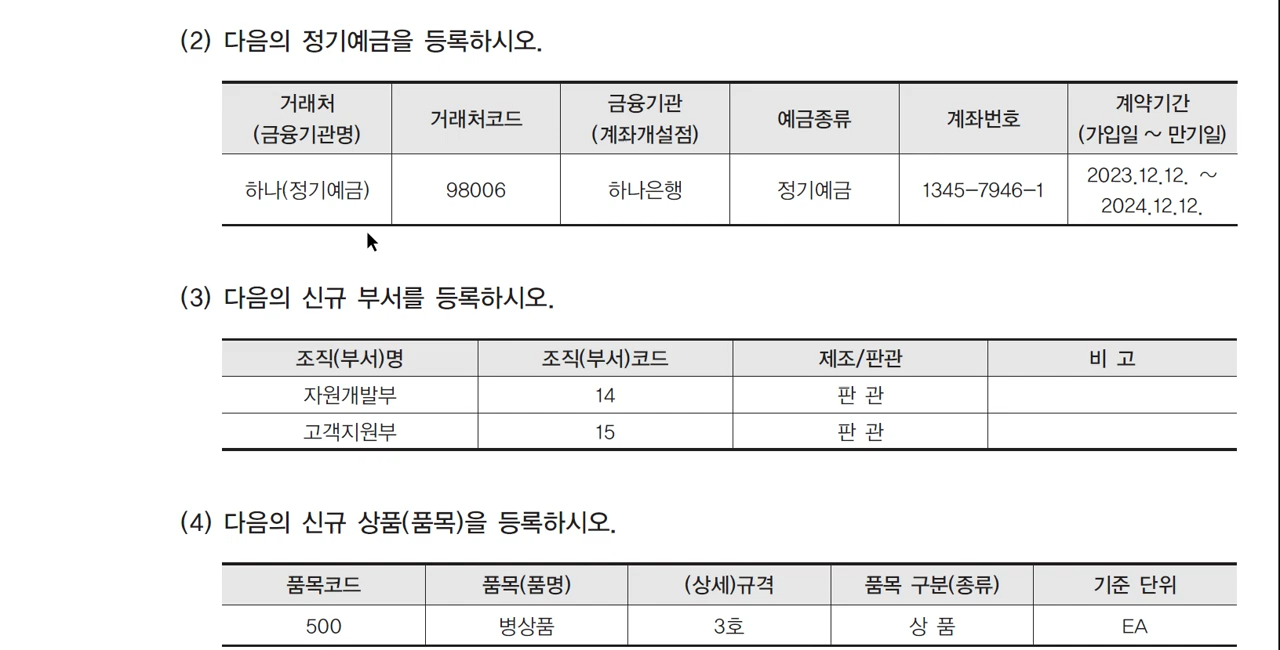 (2) 다음의 정기예금을 등록하시오.
거래처 (금융기관명) 거래처코드 금융기관 (계좌개설점) 예금종류 계좌번호 계약기간 (가입일 ~ 만기일)
하나(정기예금) 98006 하나은행 정기예금 1345-7946-1 2023.12.12. ~ 2024.12.12.
(3) 다음의 신규 부서를 등록하시오.
조직(부서)명 조직(부서)코드 제조/판관 비 고
자원개발부 14 판 관
고객지원부 15 판 관
(4) 다음의 신규 상품(품목)을 등록하시오.
품목코드 품목(품명) (상세)규격 품목 구분(종류) 기준 단위
500 병상품 3호 상 품 EA